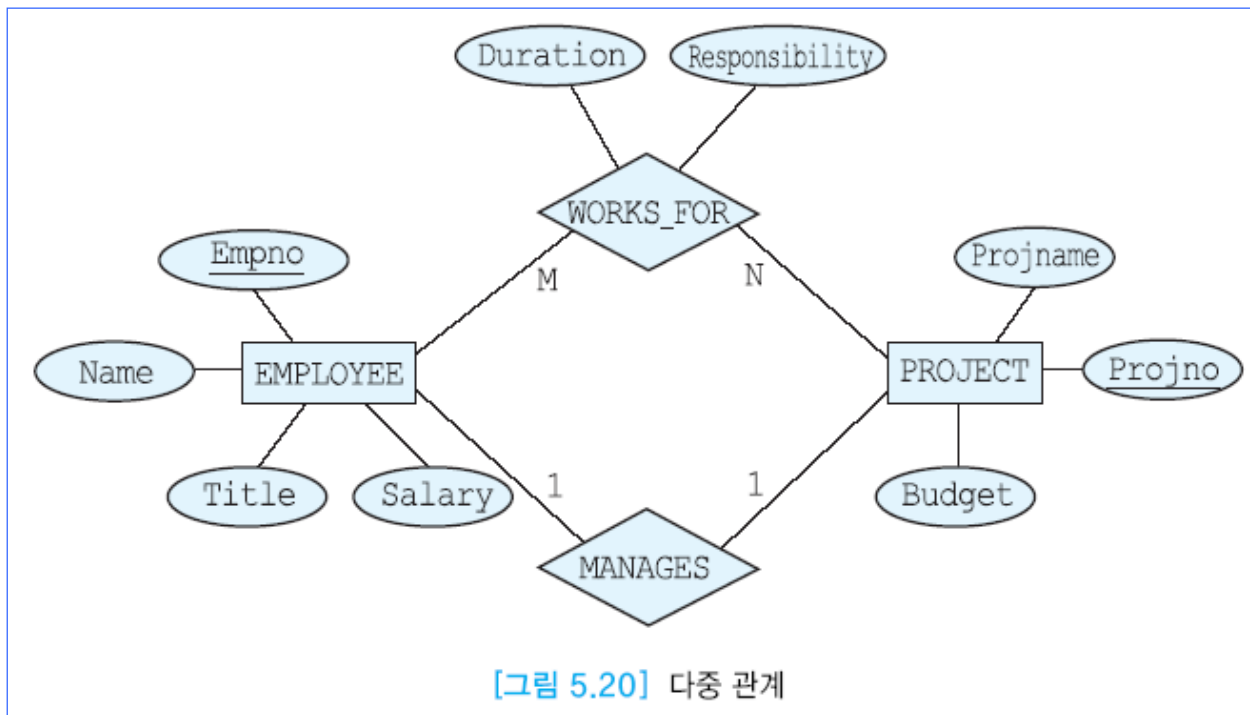 Duration
Responsibility
WORKS_FOR
Empno
M
N
Projname
Name
EMPLOYEE
PROJECT
Projno
Title
Salary
1
1
Budget
MANAGES
[그림 5.20] 다중 관계